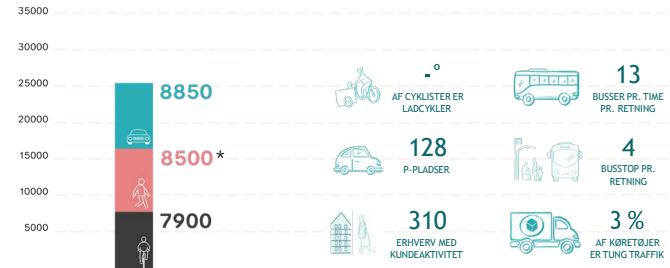 35000
30000
25000
20000
15000
10000
5000
8850
8500*
7900
-°
AF CYKLISTER ER
LADCYKLER
13
BUSSER PR. TIME
PR. RETNING
128
P-PLADSER
4
BUSSTOP PR.
RETNING
310
ERHVERV MED
KUNDEAKTIVITET
3 %
AF KØRETØJER
ER TUNG TRAFIK